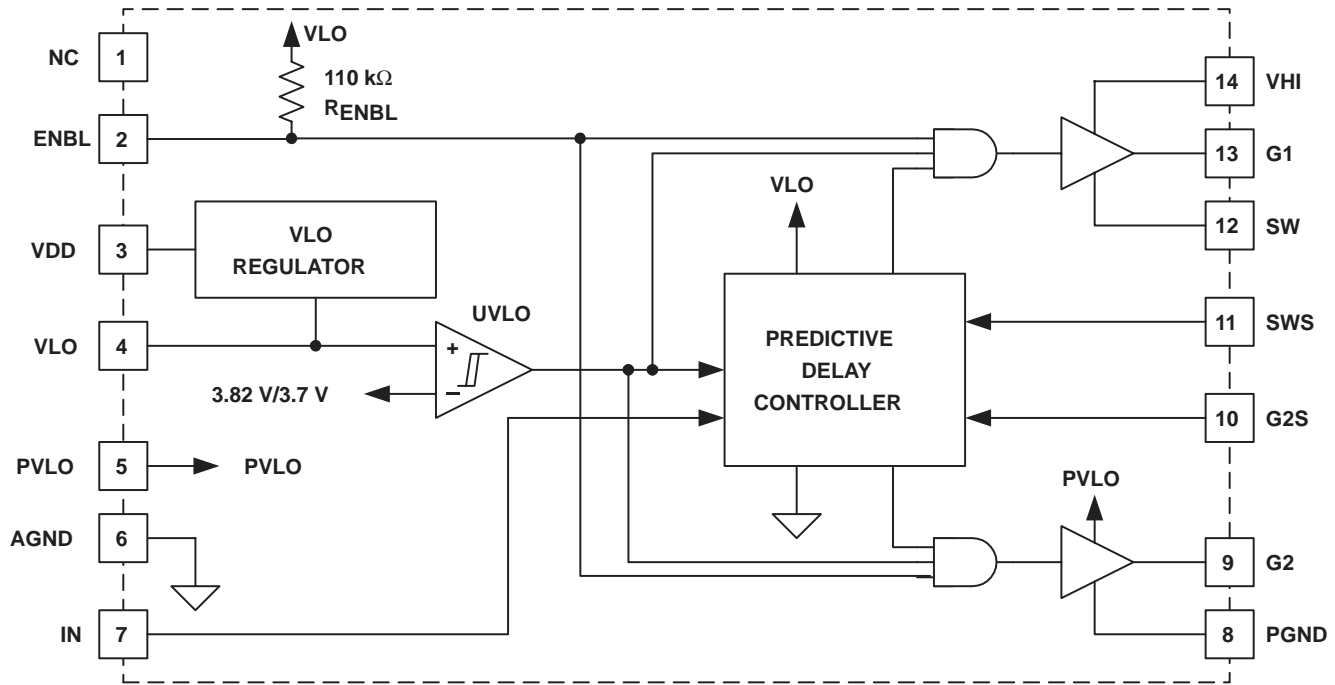 NC 1
ENBL 2
VDD 3
VLO 4
PVLO 5
AGND 6
IN 7
VLO
110 kΩ
RENBL
VLO
REGULATOR
UVLO
+
−
3.82 V/3.7 V
PVLO
VLO
PREDICTIVE
DELAY
CONTROLLER
PVLO
14 VHI
13 G1
12 SW
11 SWS
10 G2S
9 G2
8 PGND